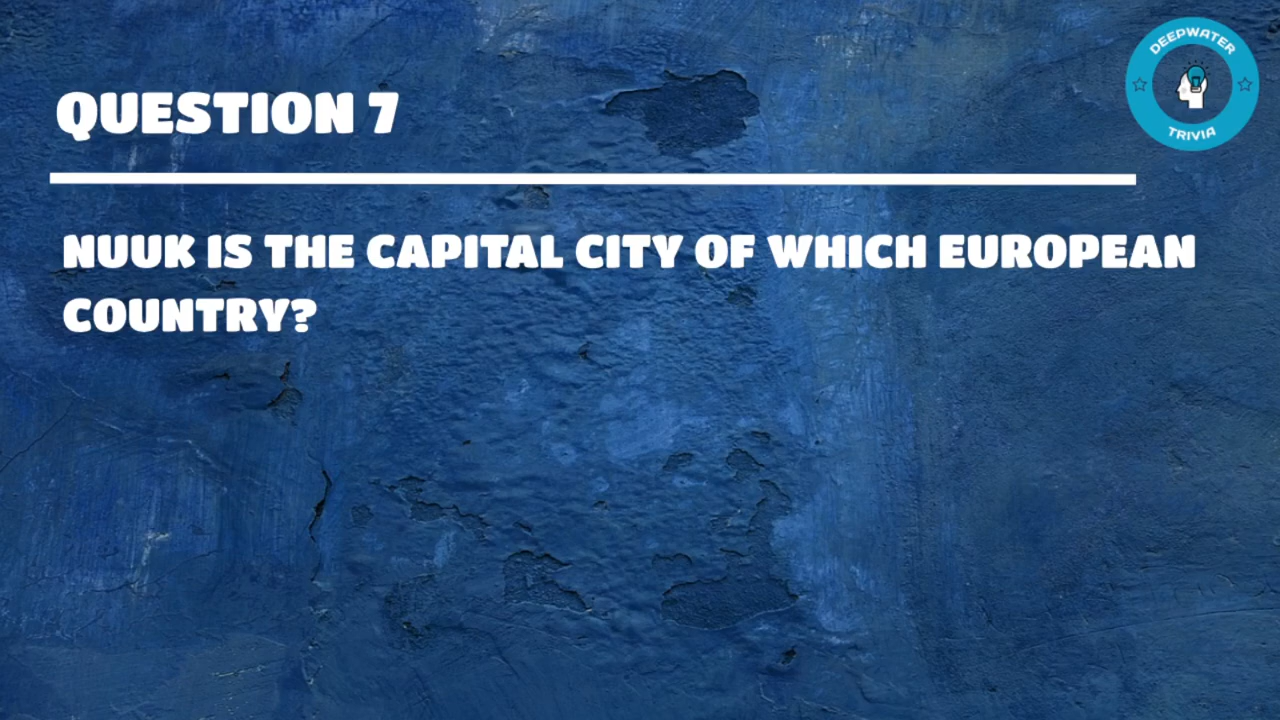 DEEPWATER
TRIVIA
QUESTION 7
NUUK IS THE CAPITAL CITY OF WHICH EUROPEAN
COUNTRY?